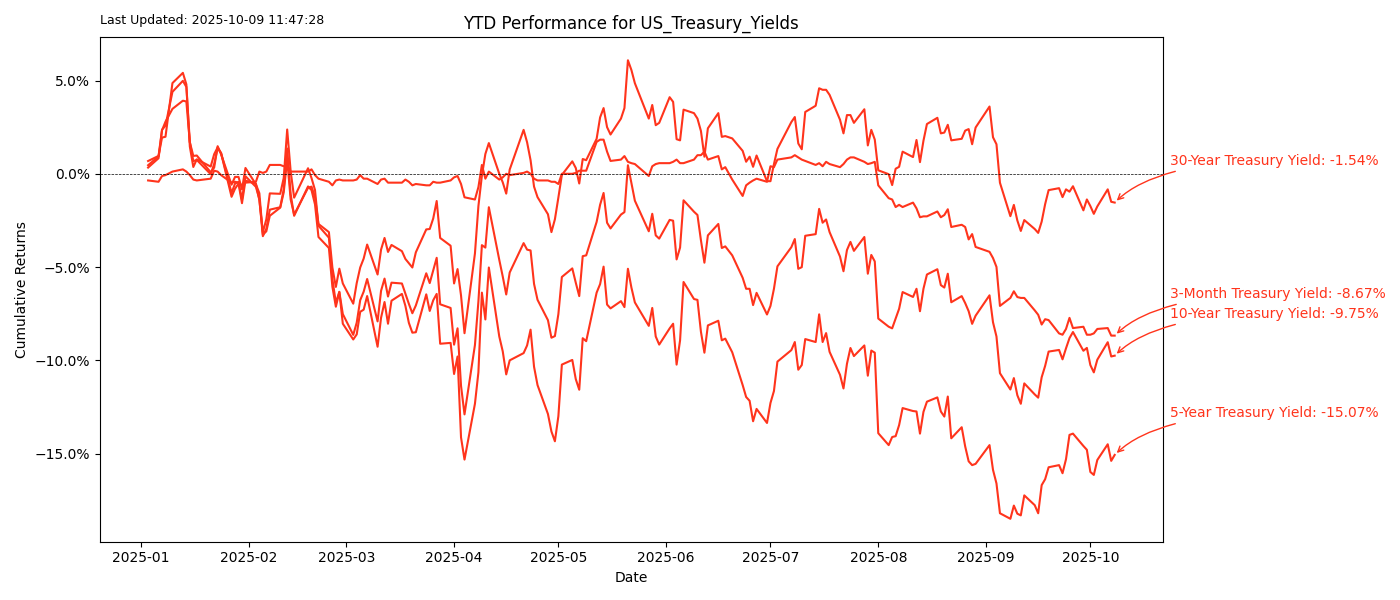 Last Updated: 2025-10-09 11:47:28
YTD Performance for US_Treasury_Yields
Cumulative Returns
5.0%
0.0%
−5.0%
−10.0%
−15.0%
30-Year Treasury Yield: -1.54%
3-Month Treasury Yield: -8.67%
10-Year Treasury Yield: -9.75%
5-Year Treasury Yield: -15.07%
2025-01 2025-02 2025-03 2025-04 2025-05 2025-06 2025-07 2025-08 2025-09 2025-10
Date